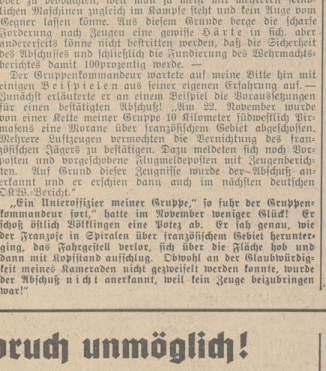 lichen Maschinen zugleich im Kampfe steht und kein Auge vom
Gegner lassen könne. Aus diesem Grunde berge die scharfe
Forderung nach Zeugen eine gewisse Härte in sich, aber
andererseits könne nicht bestritten werden, daß die Sicherheit
des Abschusses und schließlich die Fundierung des Wehrmachts-
berichtes damit 100prozentig werde. —
Der Gruppenkommandeur wartete auf meine Bitte hin mit
einigen Beispielen aus seiner eigenen Erfahrung auf. —
Zunächst erläuterte er an einem Beispiel die Voraussetzungen
für einen bestätigten Abschuß: „Am 22. November wurde
von einer Kette meiner Gruppe 10 Kilometer südwestlich Pir-
masens eine Morane über französischem Gebiet abgeschossen.
Mehrere Luftzeugen vermochten die Vernichtung des fran-
zösischen Jägers zu bestätigen. Dazu meldeten sich noch Vor-
posten und vorgeschobene Flugmeldeposten mit Zeugenberich-
ten. Auf Grund dieser Zeugnisse wurde der Abschuß an-
erkannt und er erschien dann auch im nächsten deutschen
OKW.-Bericht."
„Ein Unteroffizier meiner Gruppe," so fuhr der Gruppen-
kommandeur fort, „hatte im November weniger Glück! Er
schoß östlich Völklingen eine Potez ab. Er sah genau, wie
der Franzose in Spiralen über französischem Gebiet herunter-
ging, das Fahrgestell verlor, sich über die Fläche hob und
dann mit Kopfstand aufschlug. Obwohl an der Glaubwürdig-
keit meines Kameraden nicht gezweifelt werden konnte, wurde
der Abschuß nicht anerkannt, weil kein Zeuge beizubringen
war!"
pruch unmöglich!